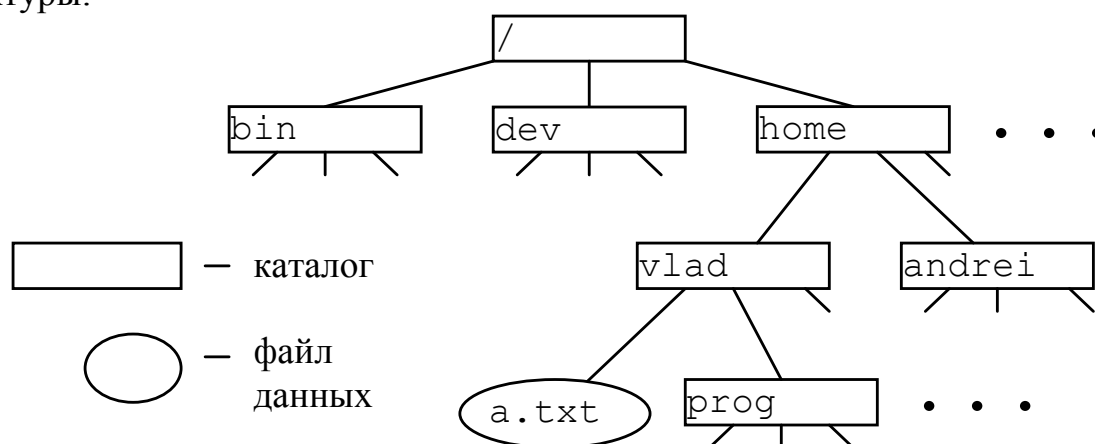 /
bin dev home . . .
каталог vlad andrei
файл
данных
a.txt prog . . .